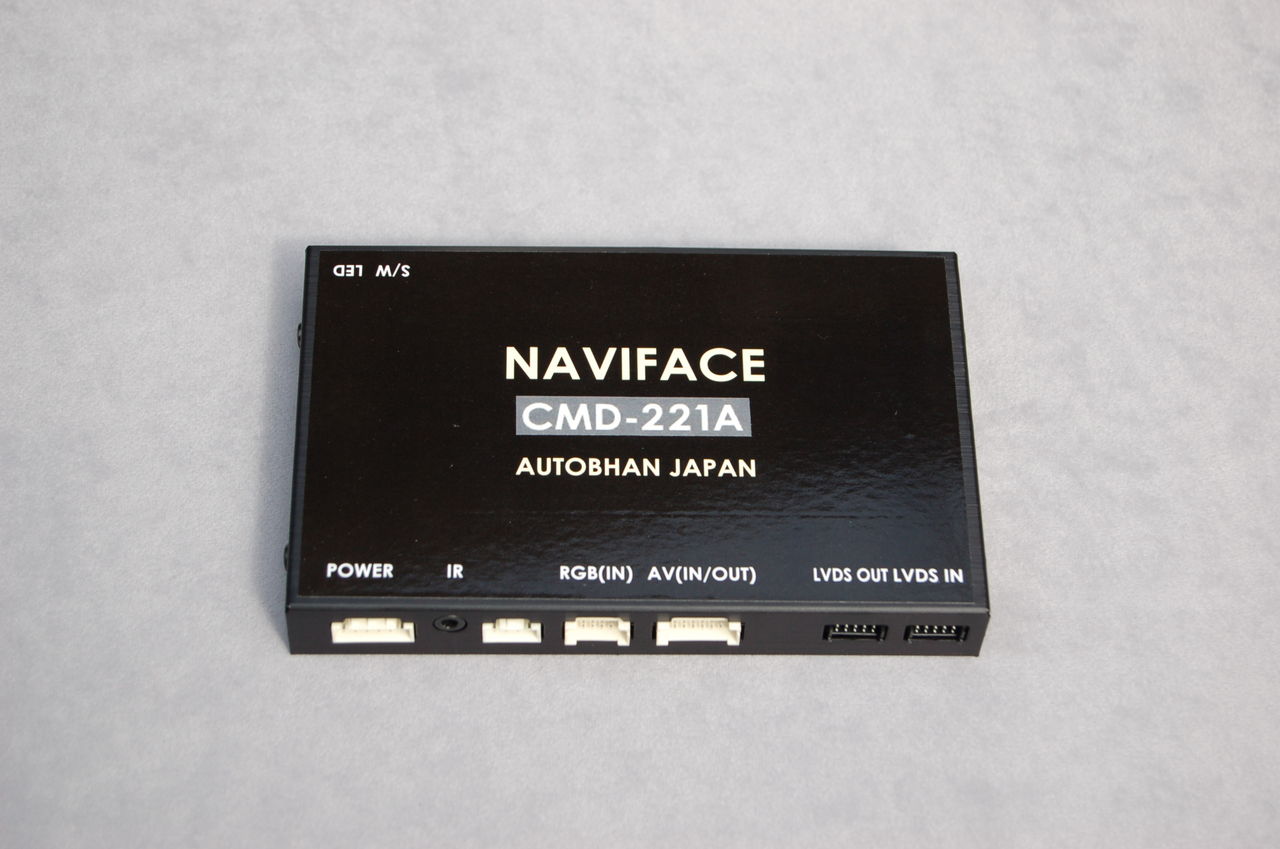 S/W LED
NAVIFACE
CMD-221A
AUTOBHAN JAPAN
POWER IR RGB(IN) AV(IN/OUT) LVDS OUT LVDS IN